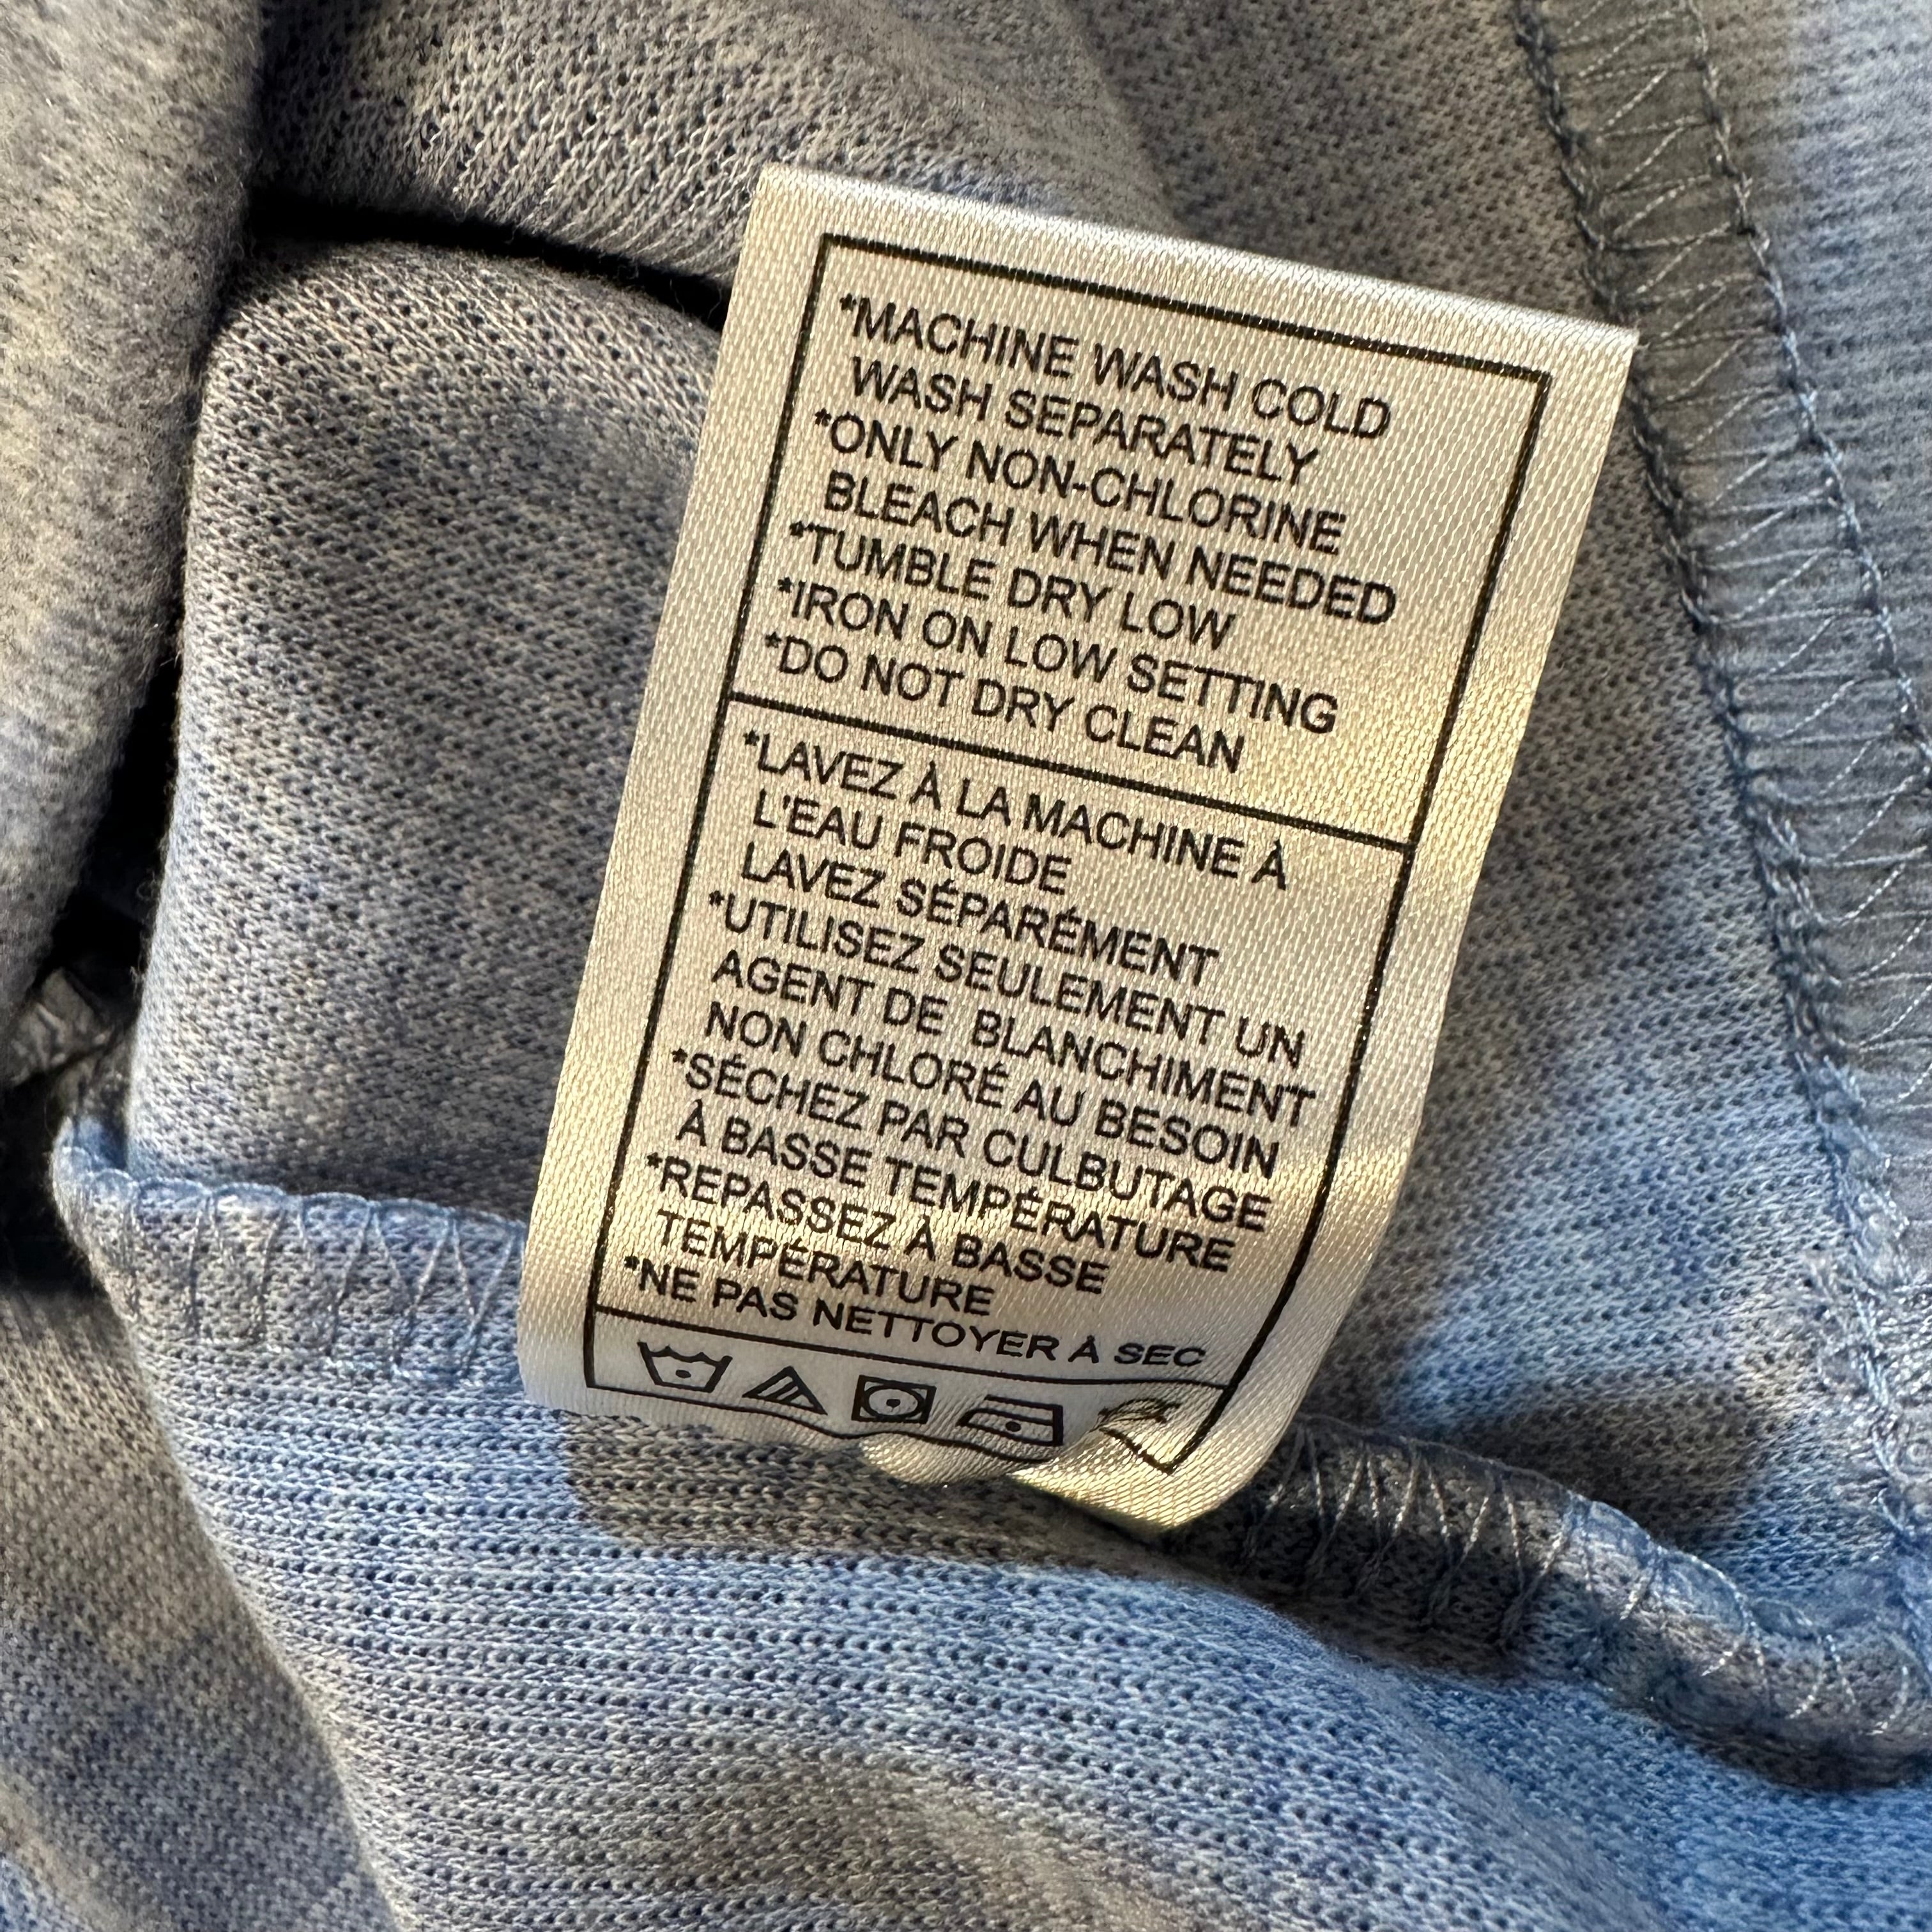 *MACHINE WASH COLD
WASH SEPARATELY
*ONLY NON-CHLORINE
BLEACH WHEN NEEDED
*TUMBLE DRY LOW
*IRON ON LOW SETTING
*DO NOT DRY CLEAN
*LAVEZ À LA MACHINE À
L'EAU FROIDE
LAVEZ SÉPARÉMENT
*UTILISEZ SEULEMENT UN
AGENT DE BLANCHIMENT
NON CHLORÉ AU BESOIN
*SÉCHEZ PAR CULBUTAGE
À BASSE TEMPÉRATURE
*REPASSEZ À BASSE
TEMPÉRATURE
*NE PAS NETTOYER À SEC